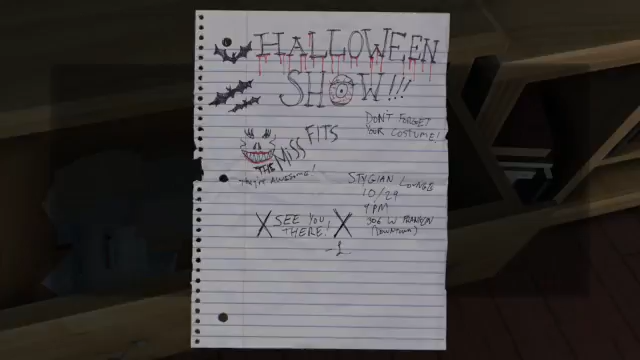 HALLOWEEN
SHOW!!!
DON'T FORGET
YOUR COSTUME!
THE MISS FITS
They're AWESOME!
STYGIAN LOUNGE
10/29
9PM
306 W FRANKLIN
(DOWNTOWN)
X SEE YOU X
THERE!
-L